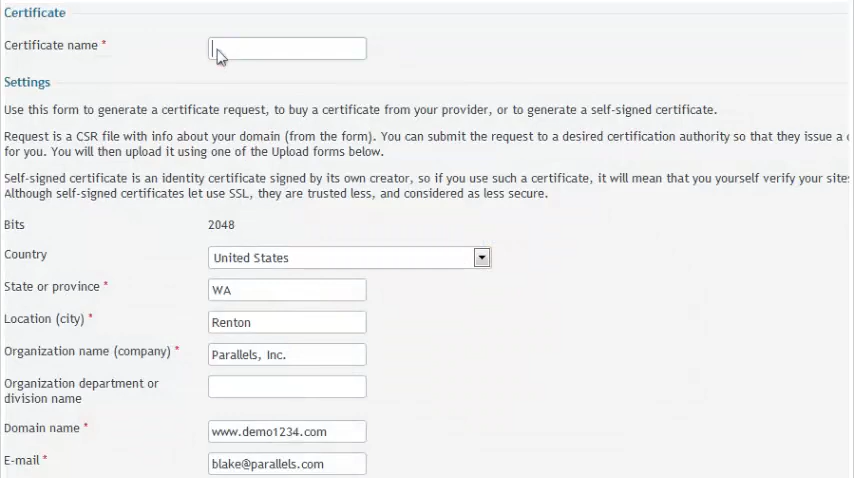 Certificate
Certificate name *
Settings
Use this form to generate a certificate request, to buy a certificate from your provider, or to generate a self-signed certificate.
Request is a CSR file with info about your domain (from the form). You can submit the request to a desired certification authority so that they issue a
for you. You will then upload it using one of the Upload forms below.
Self-signed certificate is an identity certificate signed by its own creator, so if you use such a certificate, it will mean that you yourself verify your sites
Although self-signed certificates let use SSL, they are trusted less, and considered as less secure.
Bits 2048
Country United States
State or province * WA
Location (city) * Renton
Organization name (company) * Parallels, Inc.
Organization department or
division name
Domain name * www.demo1234.com
E-mail * blake@parallels.com